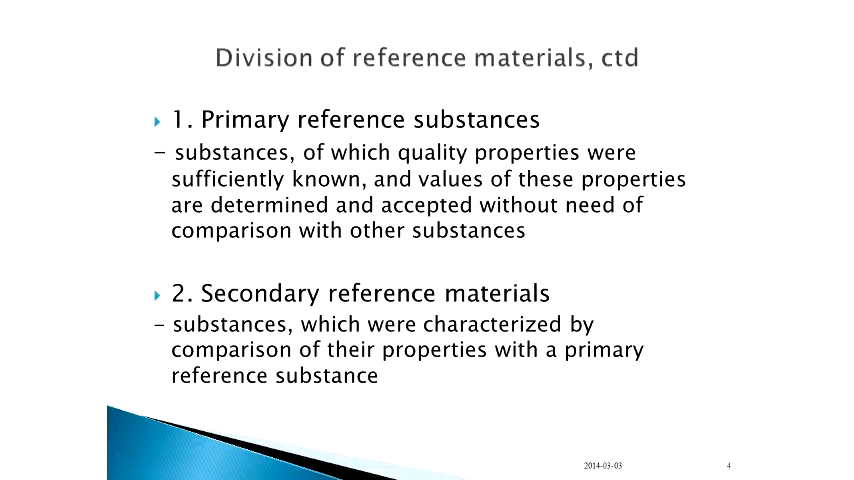 Division of reference materials, ctd
1. Primary reference substances
– substances, of which quality properties were
sufficiently known, and values of these properties
are determined and accepted without need of
comparison with other substances
2. Secondary reference materials
– substances, which were characterized by
comparison of their properties with a primary
reference substance
2014-03-03 4